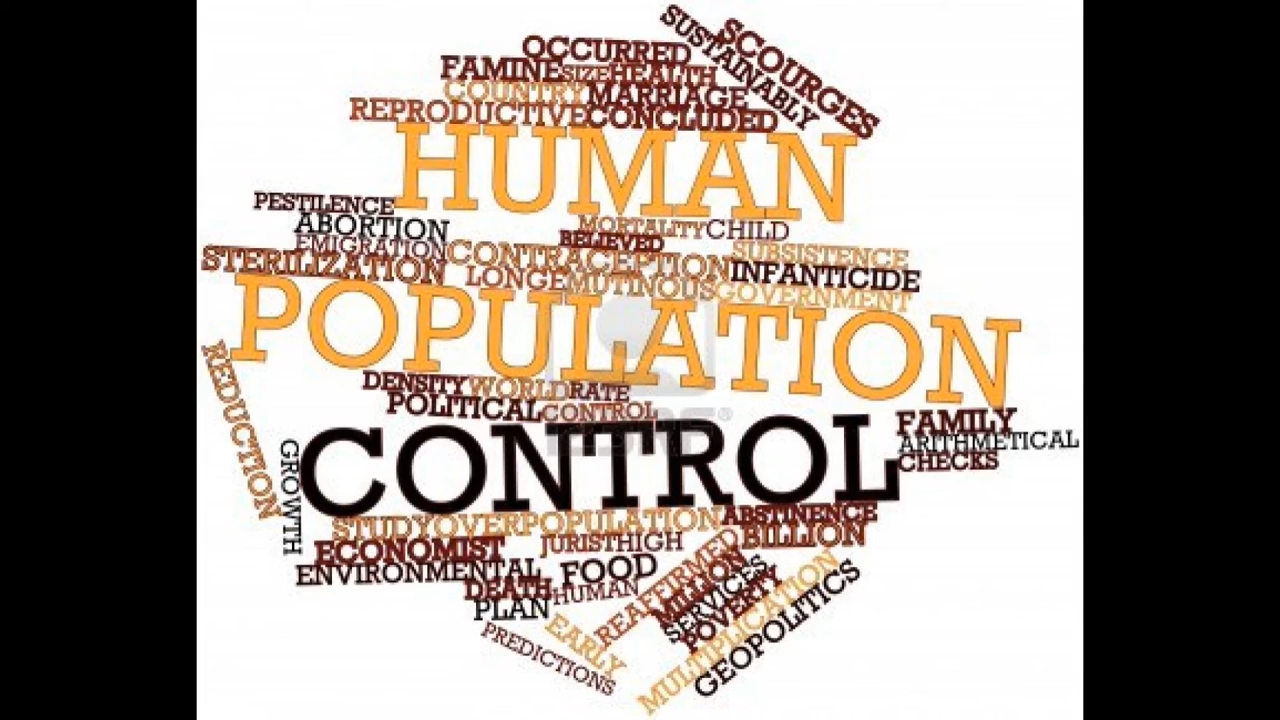 SCOURGES
SUSTAINABLY
OCCURRED
FAMINE SIZE HEALTH
COUNTRY MARRIAGE
REPRODUCTIVE CONCLUDED
HUMAN
PESTILENCE
ABORTION
MORTALITY CHILD
EMIGRATION
BELIEVED
CONTRACEPTION
SUBSISTENCE
STERILIZATION
LONGE
MUTINOUS
INFANTICIDE
GOVERNMENT
POPULATION
REDUCTION
DENSITY WORLD RATE
POLITICAL CONTROL
CONTROL
FAMILY
ARITHMETICAL
CHECKS
GROWTH
STUDY OVERPOPULATION ABSTINENCE
ECONOMIST JURIST HIGH BILLION
ENVIRONMENTAL FOOD
DEATH HUMAN
PLAN
PREDICTIONS
EARLY
REAFFIRMED
MILLION
SERVICES
POVERTY
MULTIPLICATION
GEOPOLITICS